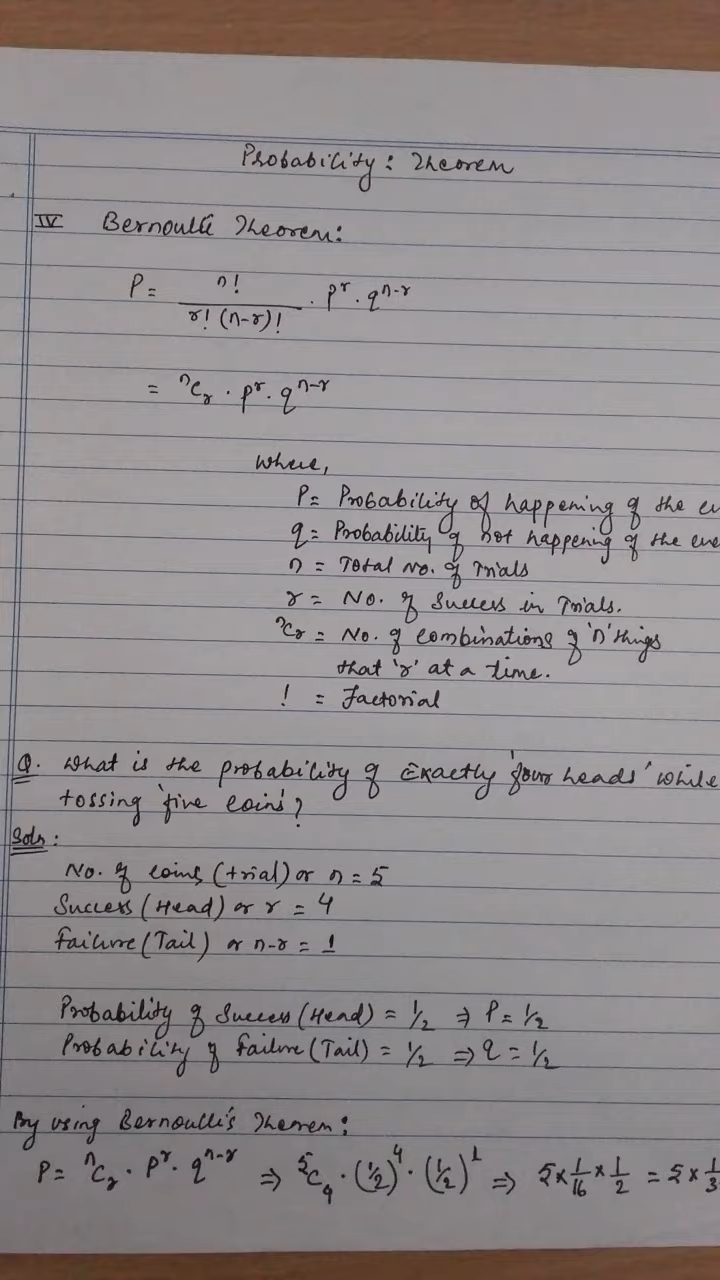 Probability: Theorem
IV Bernoulli Theorem:
P = n! / r! (n-r)! . p^r . q^n-r
= ^nC_r . p^r . q^n-r
Where,
P = Probability of happening of the
q = Probability of not happening of the
n = Total No. of Trials
r = No. of Success in Trials.
^nC_r = No. of combinations of 'n' things
that 'r' at a time.
! = Factorial
Q. What is the probability of Exactly 'four heads' while
tossing 'five coins'?
Soln:
No. of coins (trial) or n = 5
Success (Head) or r = 4
Failure (Tail) or n-r = 1
Probability of Success (Head) = 1/2 ⇒ P = 1/2
Probability of Failure (Tail) = 1/2 ⇒ q = 1/2
By using Bernoulli's Theorem:
P = ^nC_r . P^r . q^n-r ⇒ ^5C_4 . (1/2)^4 . (1/2)^1 ⇒ 5 × 1/16 × 1/2 = 5 ×